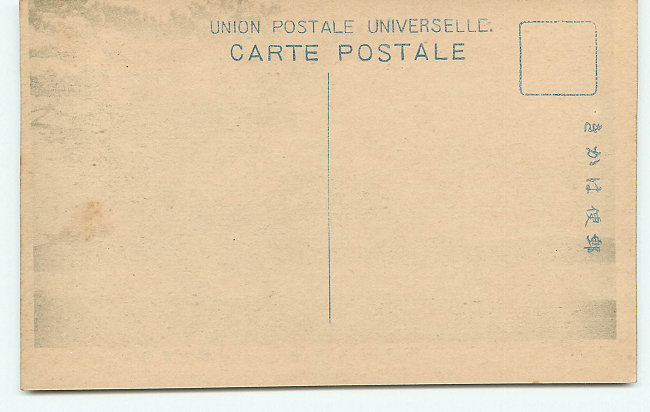 UNION POSTALE UNIVERSELLE.
CARTE POSTALE
郵便はかき